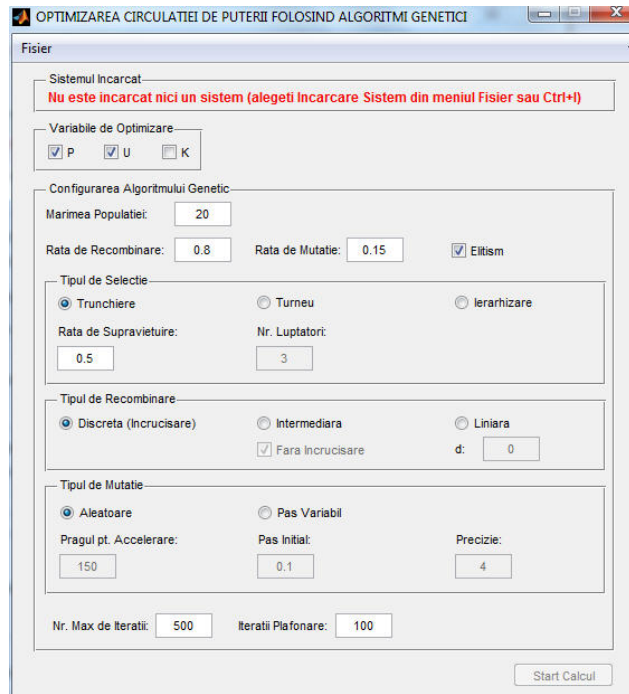 OPTIMIZAREA CIRCULATIEI DE PUTERII FOLOSIND ALGORITMI GENETICI
Fisier
Sistemul Incarcat
Nu este incarcat nici un sistem (alegeti Incarcare Sistem din meniul Fisier sau Ctrl+I)
Variabile de Optimizare
P U K
Configurarea Algoritmului Genetic
Marimea Populatiei: 20
Rata de Recombinare: 0.8 Rata de Mutatie: 0.15 Elitism
Tipul de Selectie
Trunchiere Turneu Ierarhizare
Rata de Supravietuire: Nr. Luptatori:
0.5 3
Tipul de Recombinare
Discreta (Incrucisare) Intermediara Liniara
Fara Incrucisare d: 0
Tipul de Mutatie
Aleatoare Pas Variabil
Pragul pt. Accelerare: Pas Initial: Precizie:
150 0.1 4
Nr. Max de Iteratii: 500 Iteratii Plafonare: 100
Start Calcul